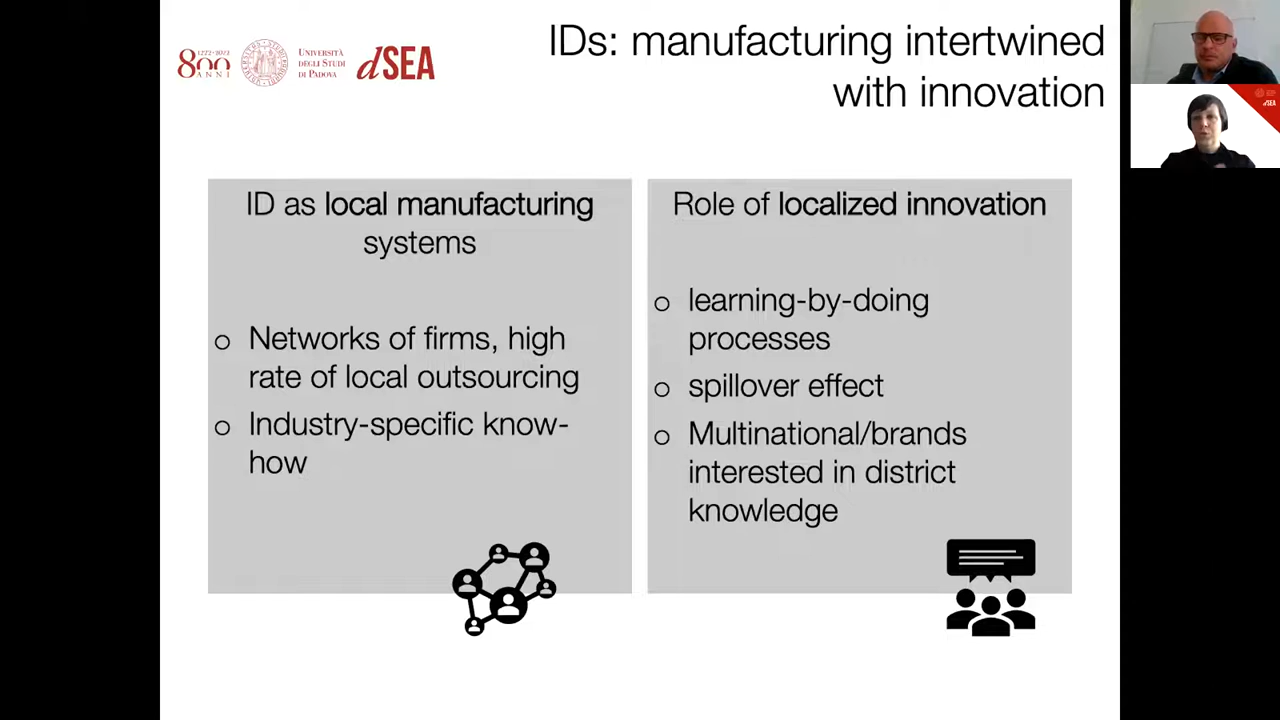 IDs: manufacturing intertwined
with innovation
1222·2022
800
ANNI
UNIVERSITÀ
DEGLI STUDI
DI PADOVA
dSEA
ID as local manufacturing
systems
o Networks of firms, high
rate of local outsourcing
o Industry-specific know-
how
Role of localized innovation
o learning-by-doing
processes
o spillover effect
o Multinational/brands
interested in district
knowledge
dSEA